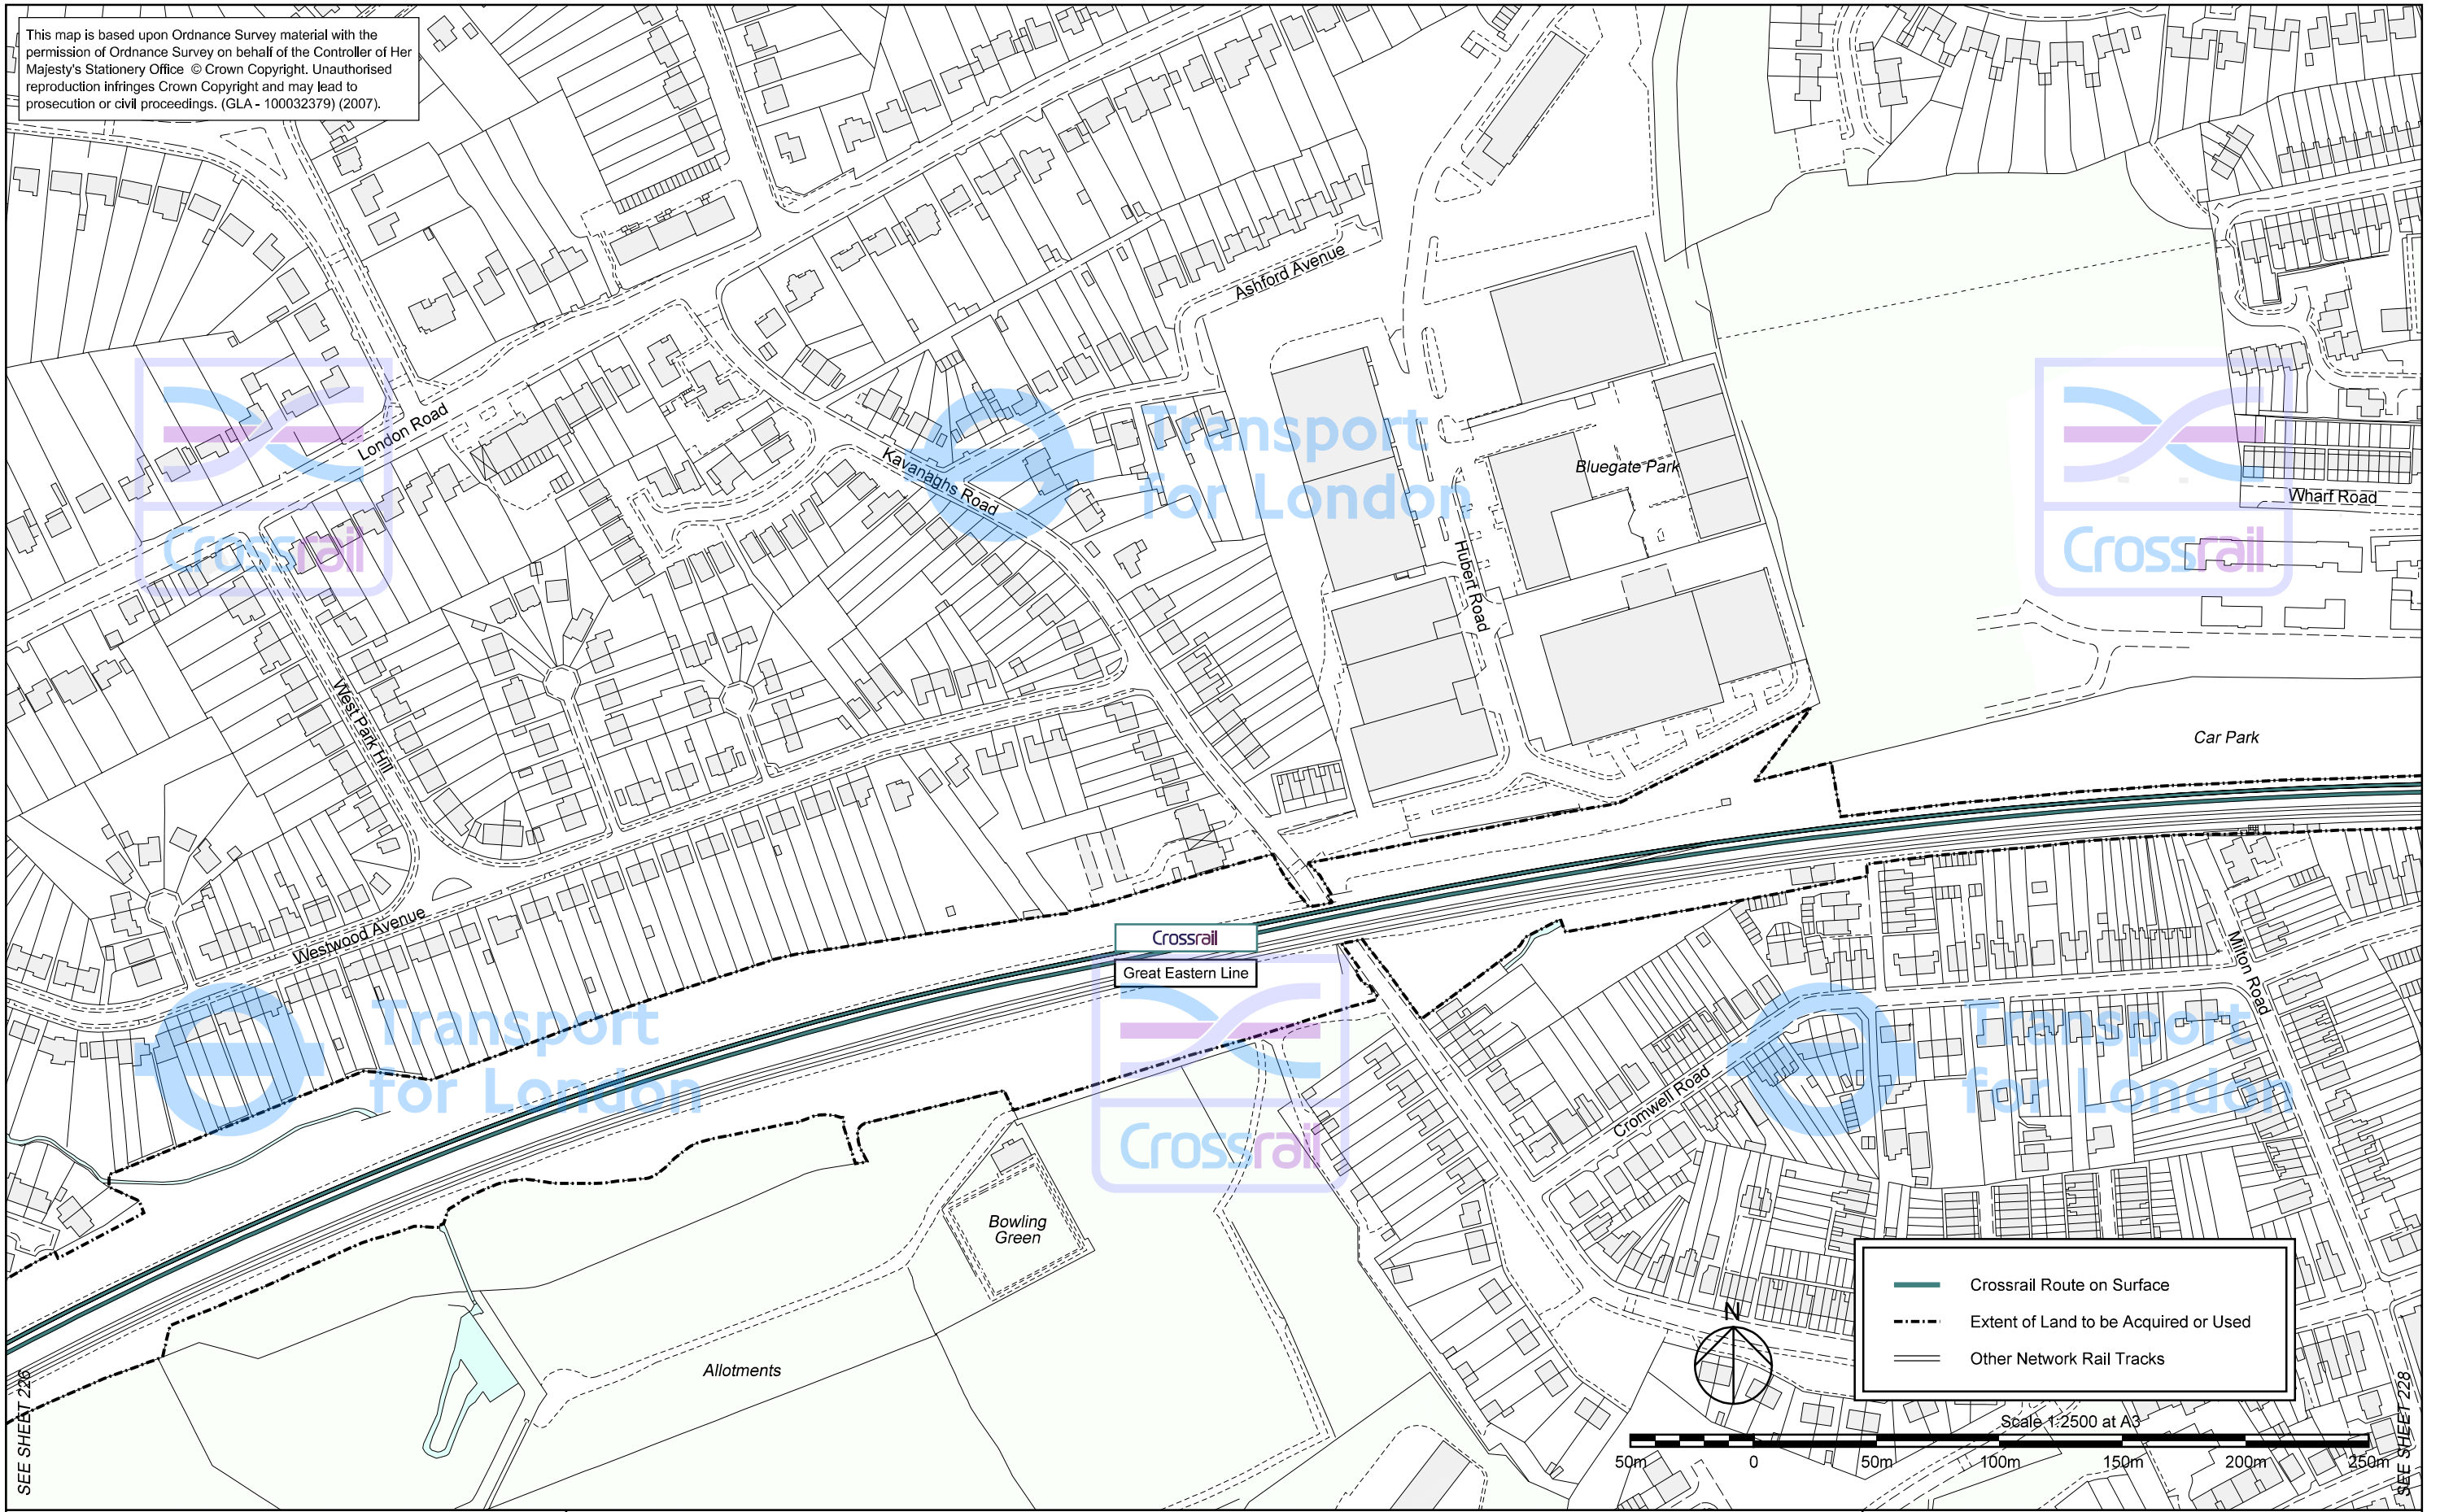 This map is based upon Ordnance Survey material with the
permission of Ordnance Survey on behalf of the Controller of Her
Majesty's Stationery Office © Crown Copyright. Unauthorised
reproduction infringes Crown Copyright and may lead to
prosecution or civil proceedings. (GLA - 100032379) (2007).
Ashford Avenue
London Road
Crossrail
Kavanaghs Road
Transport
for London
Bluegate Park
Hubert Road
Wharf Road
Crossrail
West Park Hill
Car Park
Westwood Avenue
Crossrail
Great Eastern Line
Milton Road
Transport
for London
Crossrail
Cromwell Road
Transport
for London
Bowling
Green
Allotments
Crossrail Route on Surface
Extent of Land to be Acquired or Used
Other Network Rail Tracks
N
Scale 1:2500 at A3
50m 0 50m 100m 150m 200m 250m
SEE SHEET 226
SEE SHEET 228